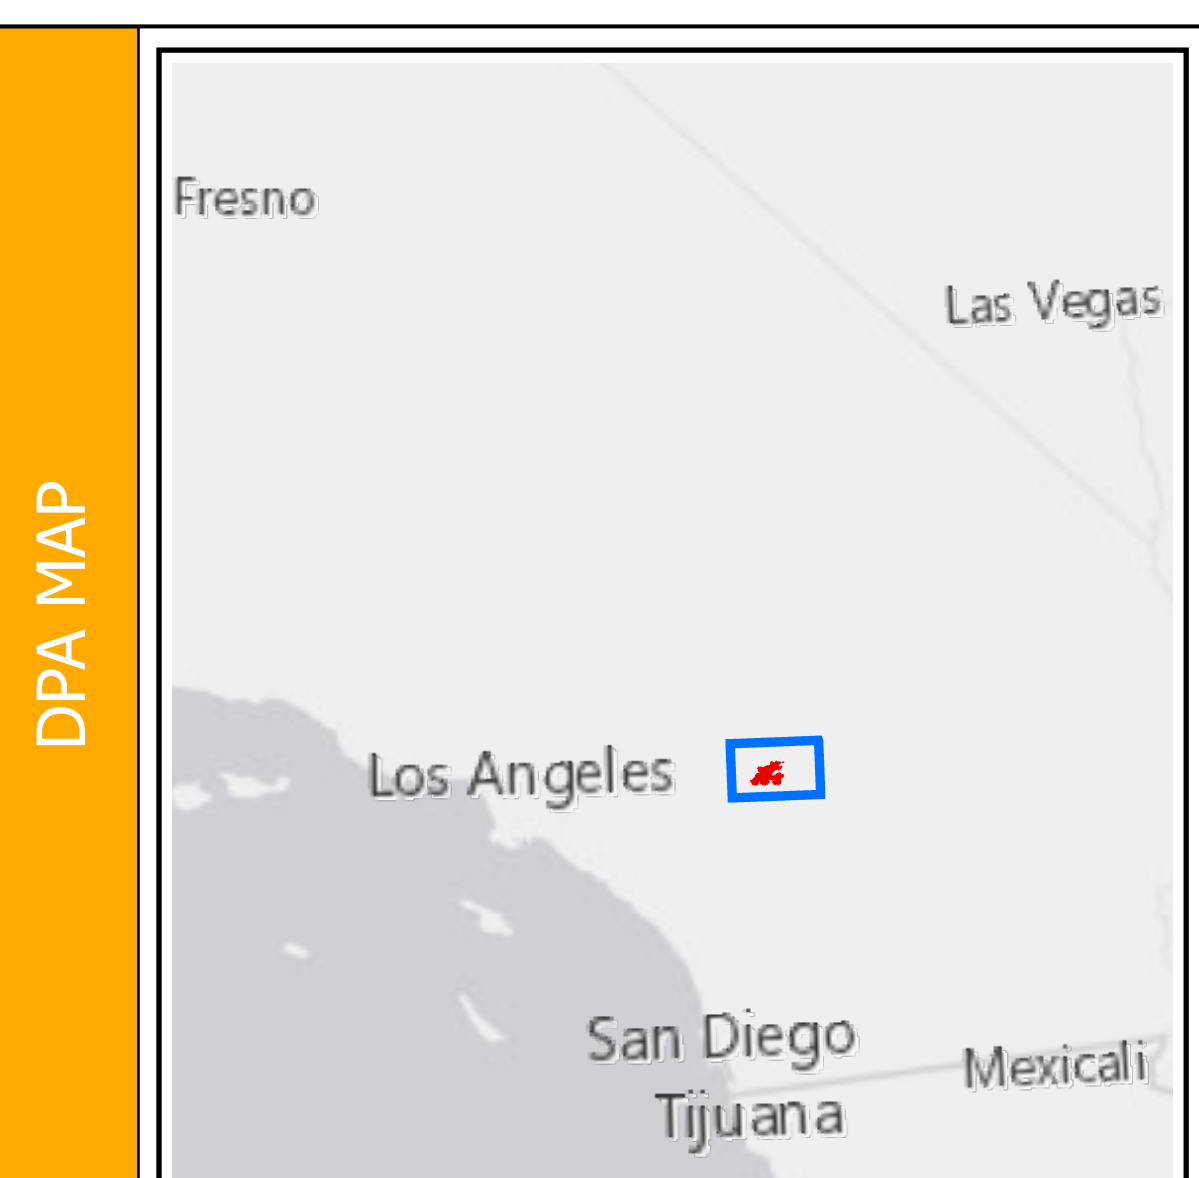 DPA MAP
Fresno
Las Vegas
Los Angeles
San Diego
Mexicali
Tijuana